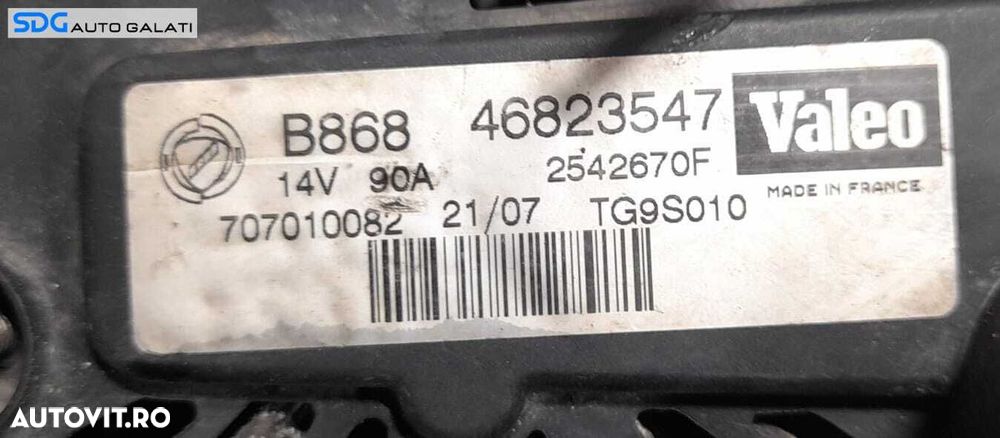 SDG AUTO GALATI
B868 46823547 Valeo
14V 90A 2542670F
MADE IN FRANCE
707010082 21/07 TG9S010
AUTOVIT.RO